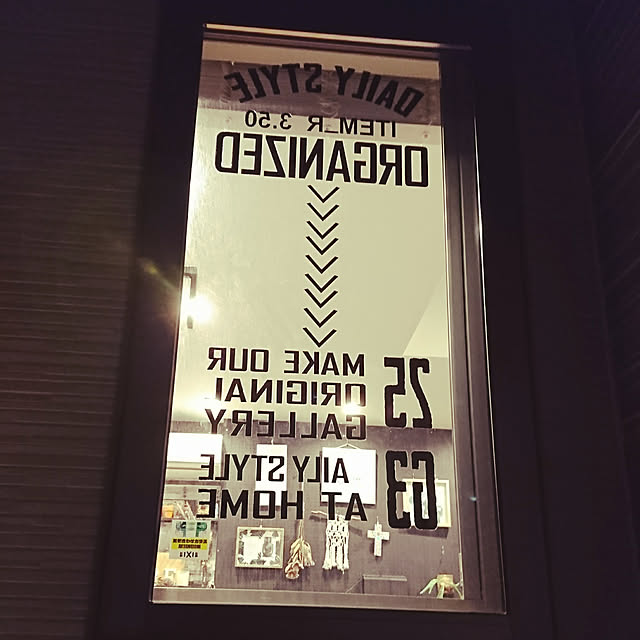 DAILY STYLE
ITEM_R 3.50
ORGANIZED
25 MAKE OUR
ORIGINAL
GALLERY
63 AILY STYLE
AT HOME